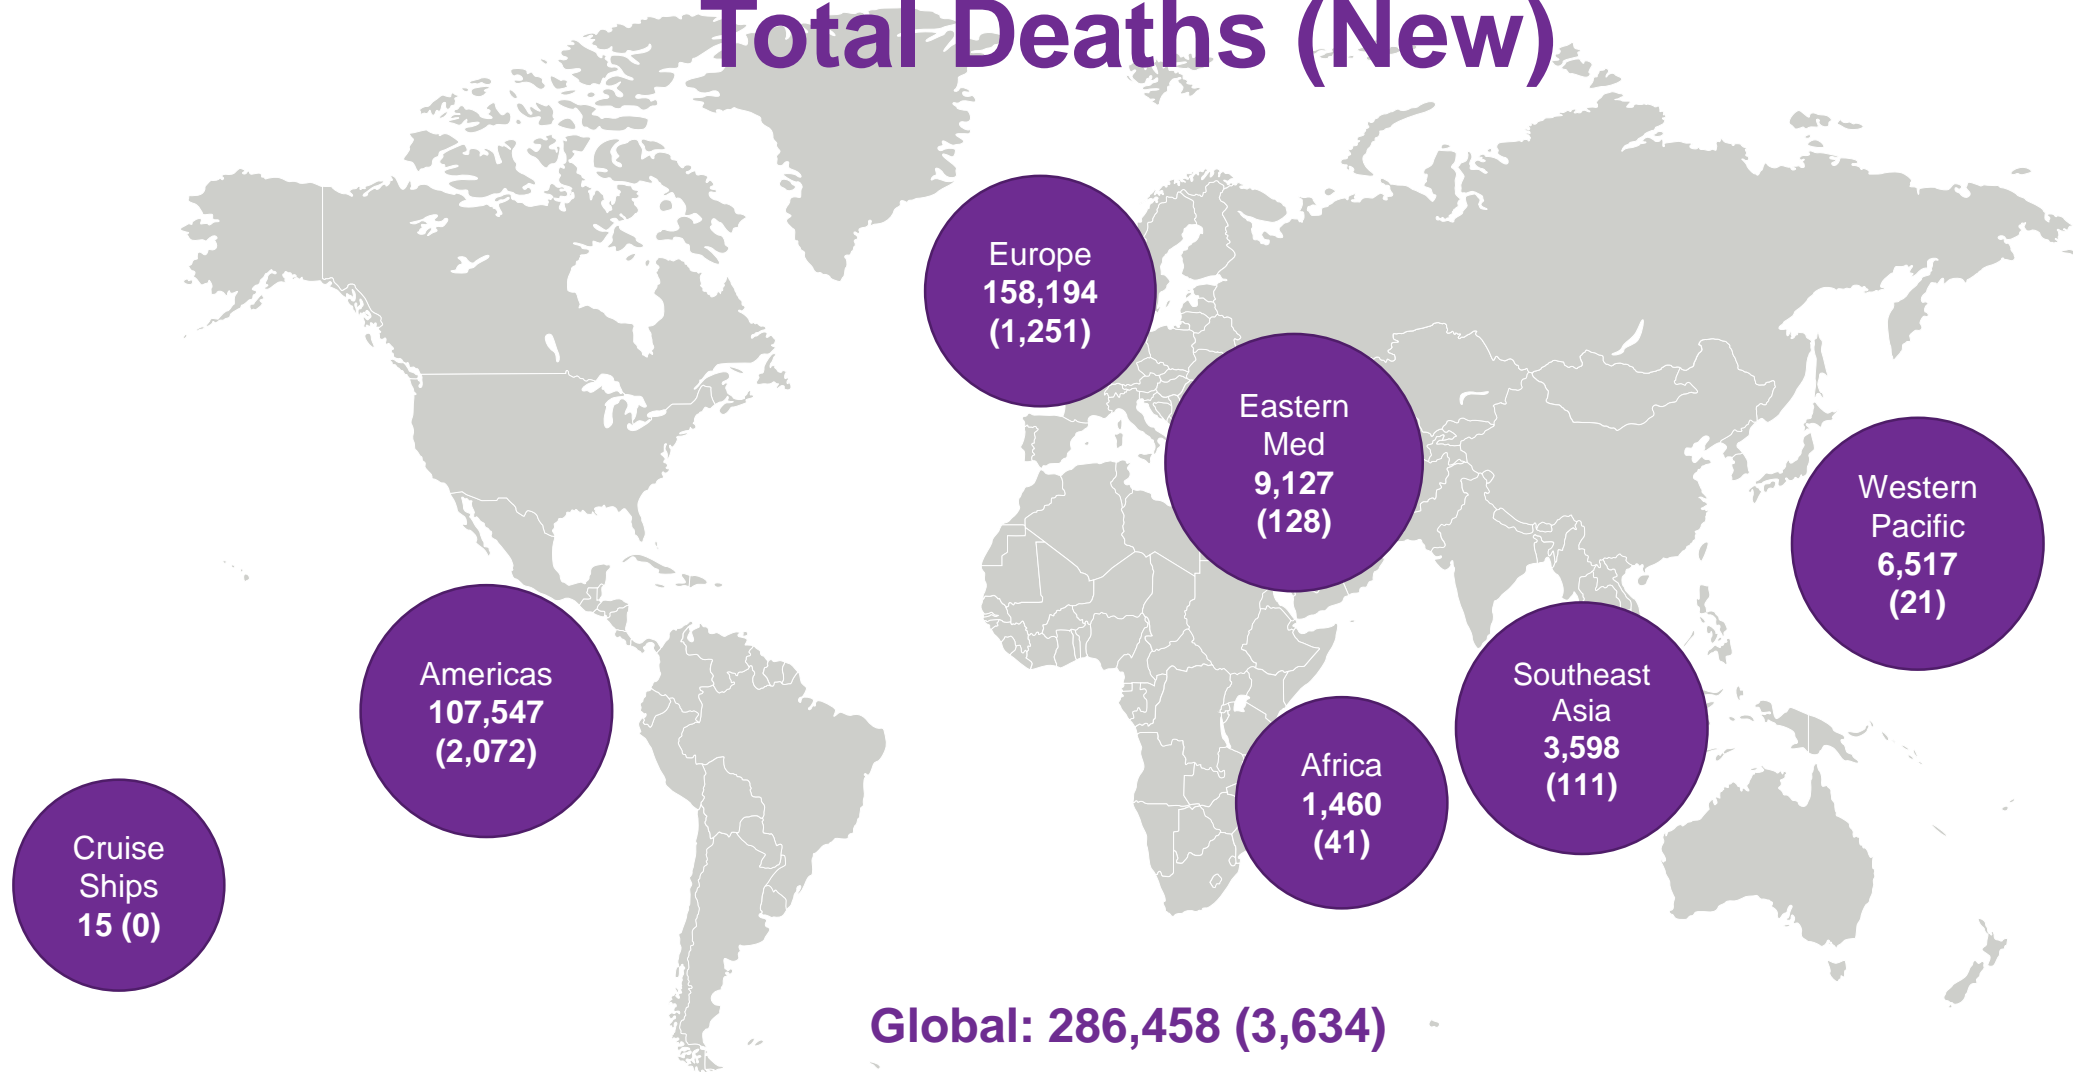 Total Deaths (New)
Europe
158,194
(1,251)
Eastern
Med
9,127
(128)
Western
Pacific
6,517
(21)
Americas
107,547
(2,072)
Southeast
Asia
3,598
(111)
Africa
1,460
(41)
Cruise
Ships
15 (0)
Global: 286,458 (3,634)